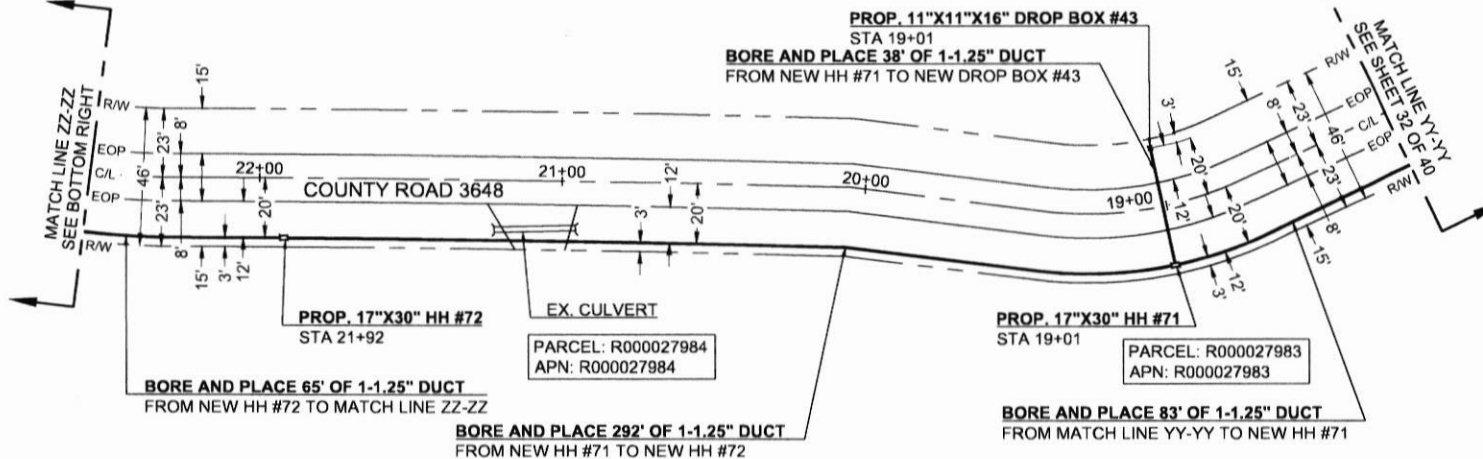 PROP. 11"X11"X16" DROP BOX #43
STA 19+01
BORE AND PLACE 38' OF 1-1.25" DUCT
FROM NEW HH #71 TO NEW DROP BOX #43
MATCH LINE ZZ-ZZ
SEE BOTTOM RIGHT
MATCH LINE YY-YY
SEE SHEET 32 OF 40
R/W
EOP
C/L
EOP
R/W
46'
23'
23'
8'
8'
15'
15'
3'
12'
20'
22+00
COUNTY ROAD 3648
21+00
3'
12'
20'
20+00
19+00
3'
15'
20'
12'
20'
8'
23'
46'
8'
23'
R/W
EOP
C/L
EOP
R/W
3'
12'
15'
PROP. 17"X30" HH #72
STA 21+92
EX. CULVERT
PARCEL: R000027984
APN: R000027984
PROP. 17"X30" HH #71
STA 19+01
PARCEL: R000027983
APN: R000027983
BORE AND PLACE 65' OF 1-1.25" DUCT
FROM NEW HH #72 TO MATCH LINE ZZ-ZZ
BORE AND PLACE 292' OF 1-1.25" DUCT
FROM NEW HH #71 TO NEW HH #72
BORE AND PLACE 83' OF 1-1.25" DUCT
FROM MATCH LINE YY-YY TO NEW HH #71